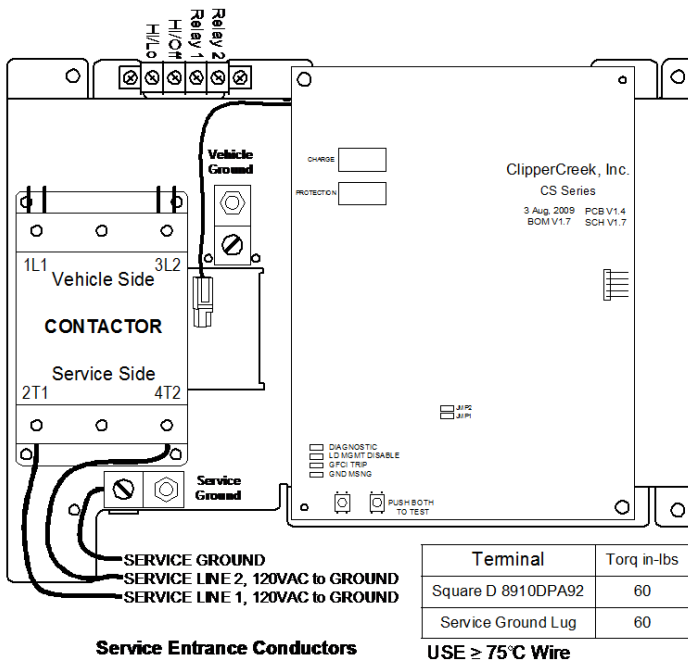 HI/Lo
HI/Off
Relay 1
Relay 2
Vehicle
Ground
CHARGE
PROTECTION
ClipperCreek, Inc.
CS Series
3 Aug, 2009 PCB V1.4
BOM V1.7 SCH V1.7
1L1 3L2
Vehicle Side
CONTACTOR
Service Side
2T1 4T2
JMP2
JMP1
DIAGNOSTIC
LD MGMT DISABLE
GFCI TRIP
GND MSNG
PUSH BOTH
TO TEST
Service
Ground
SERVICE GROUND
SERVICE LINE 2, 120VAC to GROUND
SERVICE LINE 1, 120VAC to GROUND
Service Entrance Conductors
Terminal Torq in-lbs
Square D 8910DPA92 60
Service Ground Lug 60
USE ≥ 75°C Wire